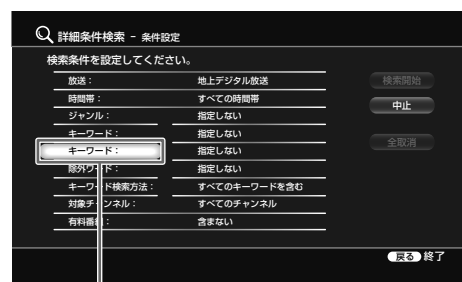 詳細条件検索 - 条件設定
検索条件を設定してください。
放送： 地上デジタル放送
時間帯： すべての時間帯
ジャンル： 指定しない
キーワード： 指定しない
キーワード： 指定しない
除外ワード： 指定しない
キーワード検索方法： すべてのキーワードを含む
対象チャンネル： すべてのチャンネル
有料番組： 含まない
検索開始
中止
全取消
戻る 終了